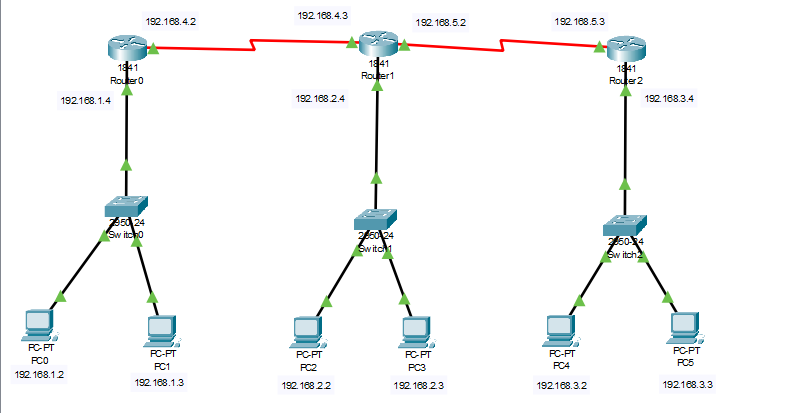 192.168.4.2
192.168.4.3
192.168.5.2
192.168.5.3
1841
Router0
1841
Router1
1841
Router2
192.168.1.4
192.168.2.4
192.168.3.4
2950-24
Switch0
2950-24
Switch1
2950-24
Switch2
PC-PT
PC0
192.168.1.2
PC-PT
PC1
192.168.1.3
PC-PT
PC2
192.168.2.2
PC-PT
PC3
192.168.2.3
PC-PT
PC4
192.168.3.2
PC-PT
PC5
192.168.3.3